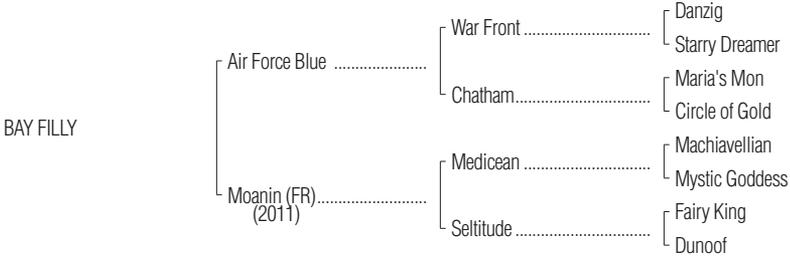 Danzig
War Front ..............................
Starry Dreamer
Air Force Blue ......................
Maria's Mon
Chatham................................
Circle of Gold
BAY FILLY
Machiavellian
Medicean ..............................
Mystic Goddess
Moanin (FR)..........................
(2011)
Fairy King
Seltitude ................................
Dunoof